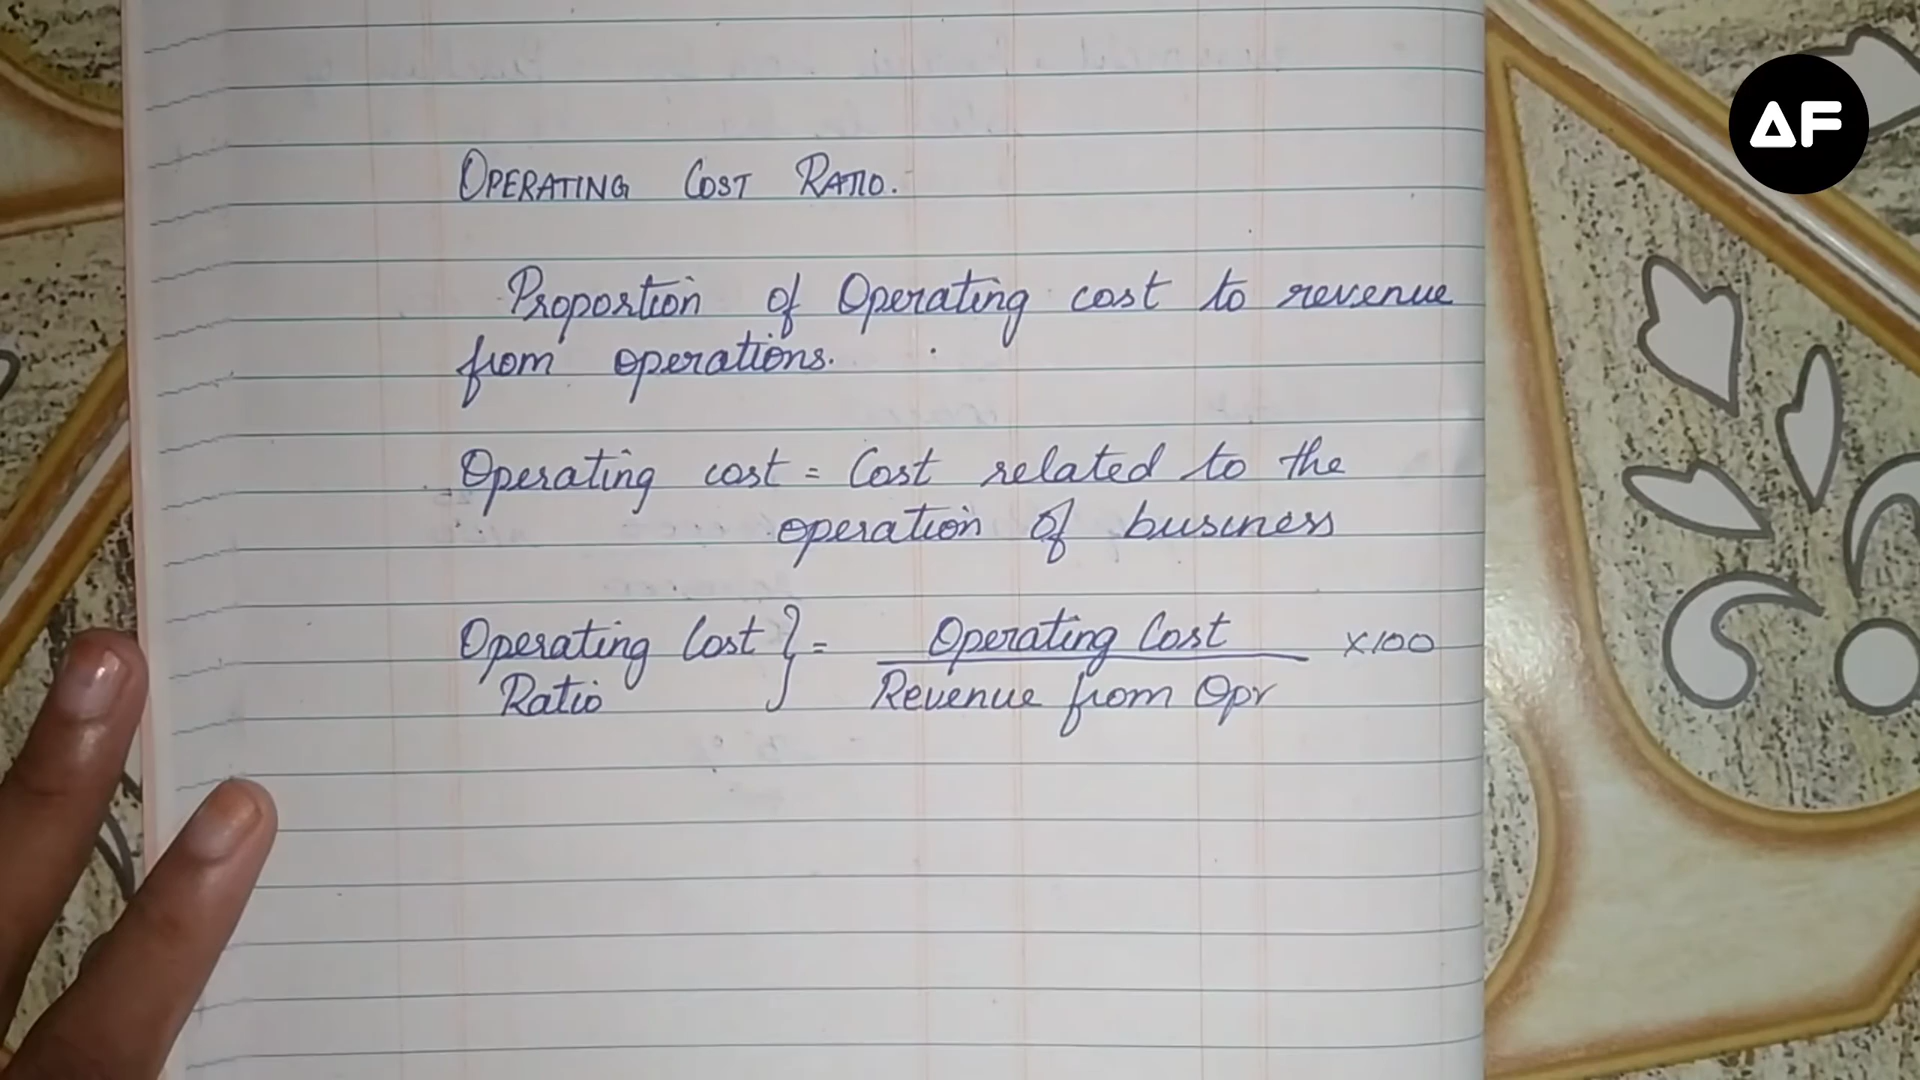 AF
OPERATING COST RATIO.
Proportion of Operating cost to revenue
from operations.
Operating cost = Cost related to the
operation of business
Operating Cost } = Operating Cost ×100
Ratio Revenue from Opr